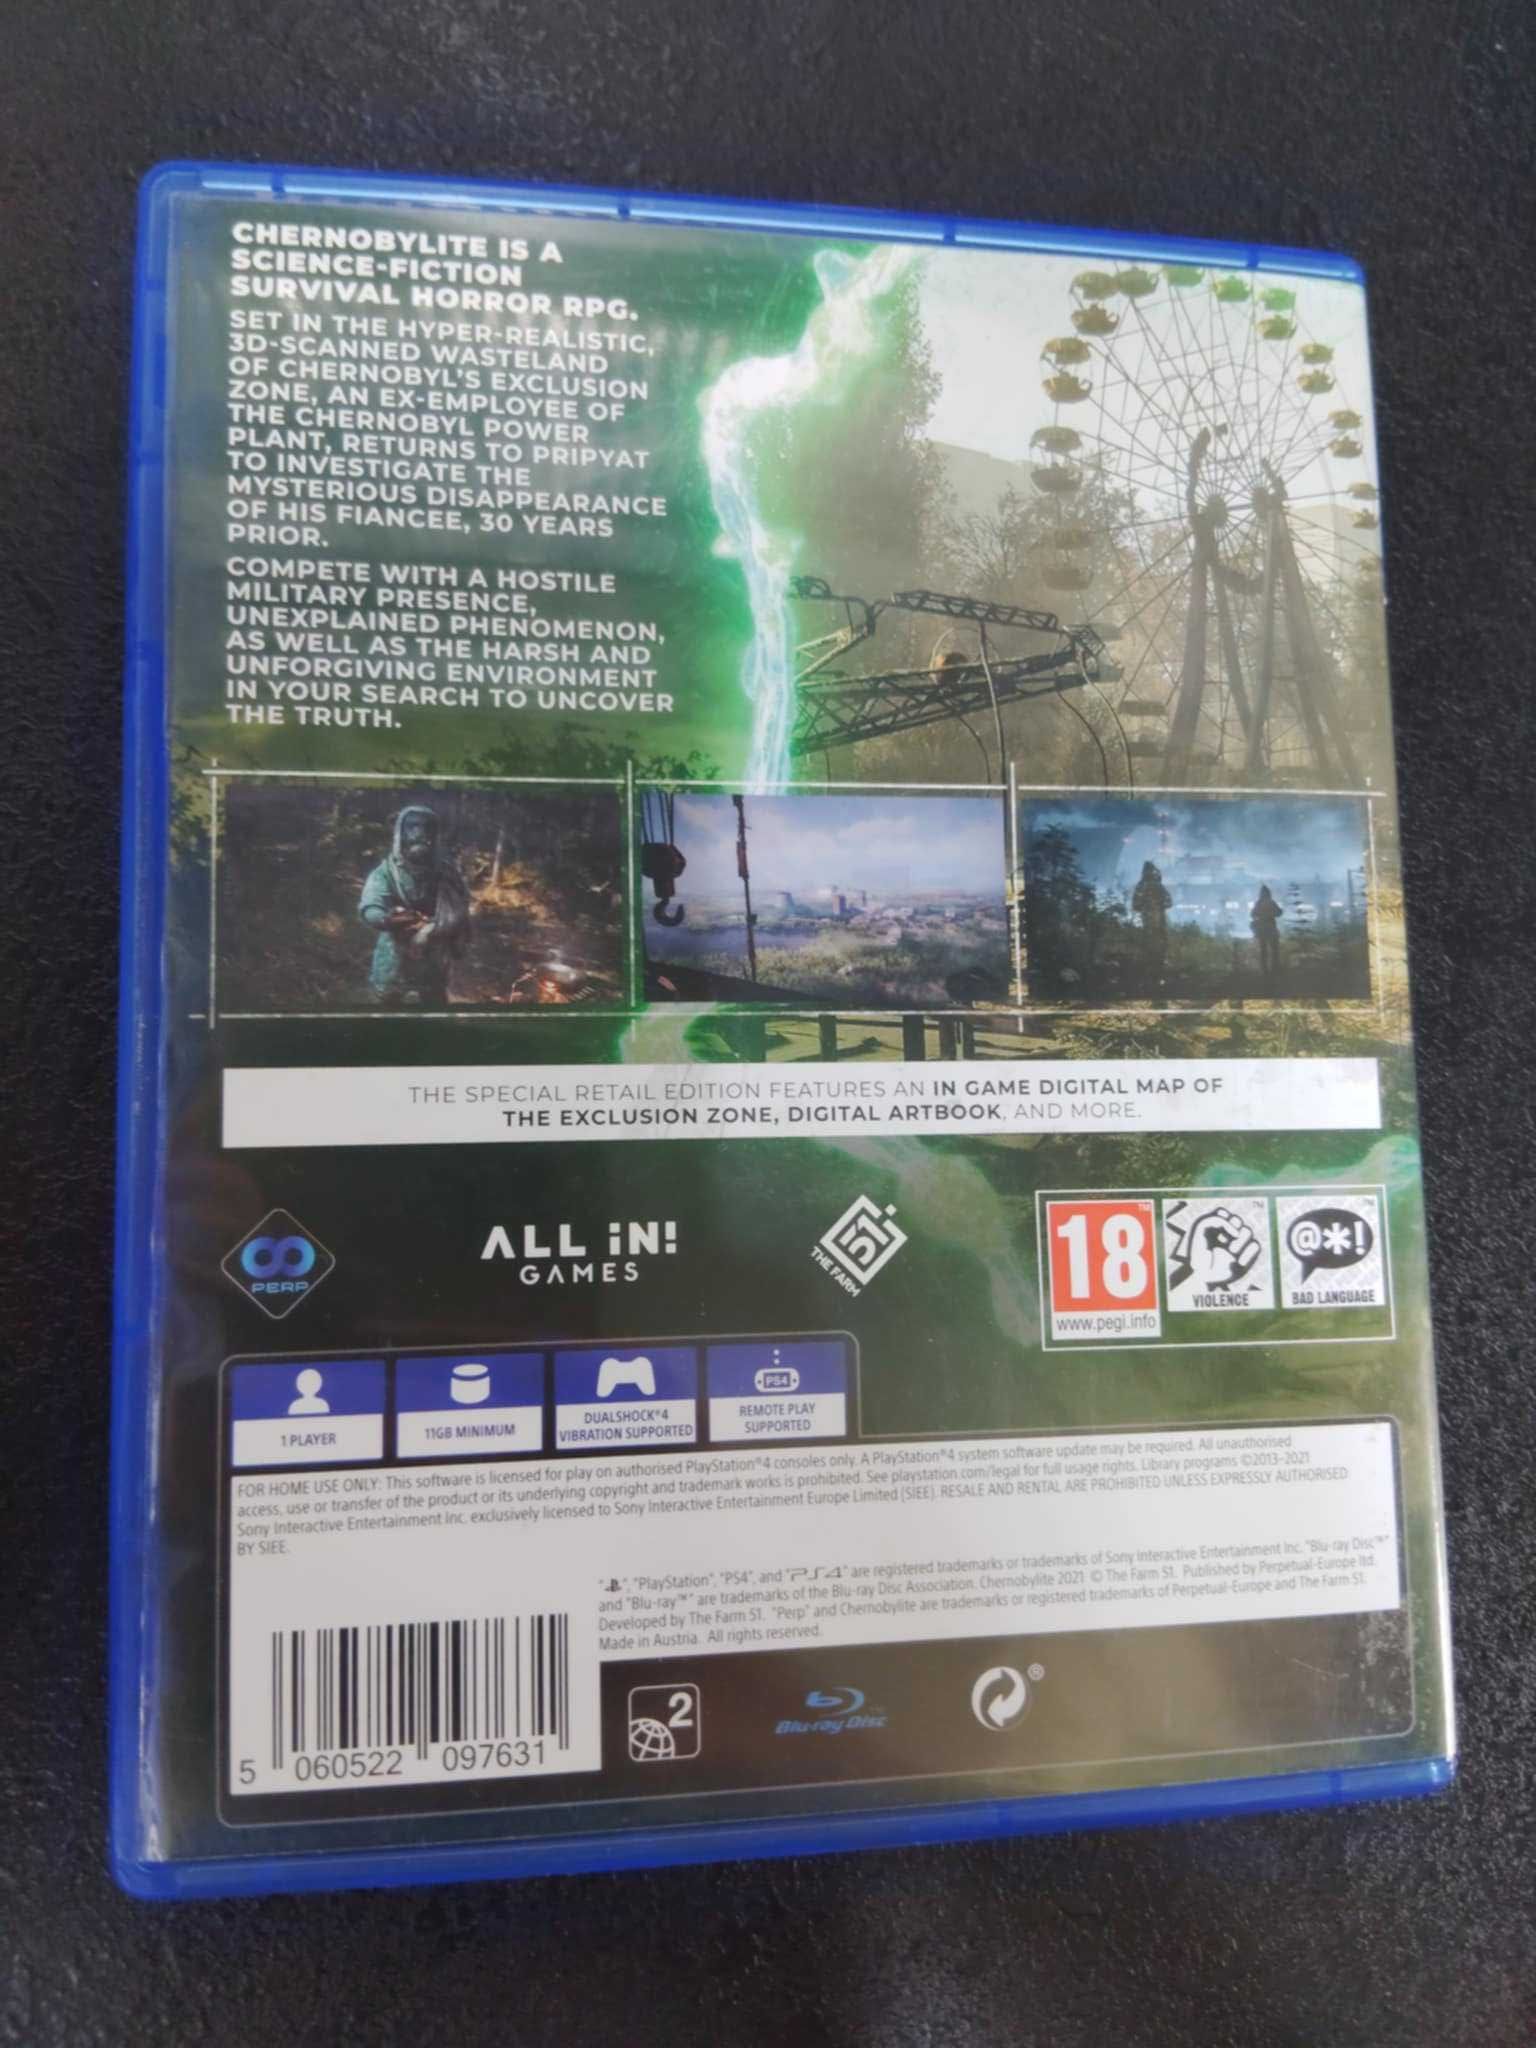 CHERNOBYLITE IS A
SCIENCE-FICTION
SURVIVAL HORROR RPG.
SET IN THE HYPER-REALISTIC,
3D-SCANNED WASTELAND
OF CHERNOBYL'S EXCLUSION
ZONE, AN EX-EMPLOYEE OF
THE CHERNOBYL POWER
PLANT, RETURNS TO PRIPYAT
TO INVESTIGATE THE
MYSTERIOUS DISAPPEARANCE
OF HIS FIANCEE, 30 YEARS
PRIOR.
COMPETE WITH A HOSTILE
MILITARY PRESENCE,
UNEXPLAINED PHENOMENON,
AS WELL AS THE HARSH AND
UNFORGIVING ENVIRONMENT
IN YOUR SEARCH TO UNCOVER
THE TRUTH.
THE SPECIAL RETAIL EDITION FEATURES AN IN GAME DIGITAL MAP OF
THE EXCLUSION ZONE, DIGITAL ARTBOOK, AND MORE.
PERP
ALL iN!
GAMES
51
THE FARM
18™
www.pegi.info
VIOLENCE
™
@*!
BAD LANGUAGE
™
1 PLAYER
11GB MINIMUM
DUALSHOCK®4
VIBRATION SUPPORTED
PS4
REMOTE PLAY
SUPPORTED
FOR HOME USE ONLY: This software is licensed for play on authorised PlayStation®4 consoles only. A PlayStation®4 system software update may be required. All unauthorised
access, use or transfer of the product or its underlying copyright and trademark works is prohibited. See playstation.com/legal for full usage rights. Library programs ©2013-2021
Sony Interactive Entertainment Inc. exclusively licensed to Sony Interactive Entertainment Europe Limited (SIEE). RESALE AND RENTAL ARE PROHIBITED UNLESS EXPRESSLY AUTHORISED
BY SIEE.
"PlayStation", "PS4", and "PS4" are registered trademarks or trademarks of Sony Interactive Entertainment Inc. "Blu-ray Disc™"
and "Blu-ray™" are trademarks of the Blu-ray Disc Association. Chernobylite 2021 © The Farm 51. Published by Perpetual-Europe ltd.
Developed by The Farm 51. "Perp" and Chernobylite are trademarks or registered trademarks of Perpetual-Europe and The Farm 51.
Made in Austria. All rights reserved.
5 060522 097631
2
Blu-ray Disc
®